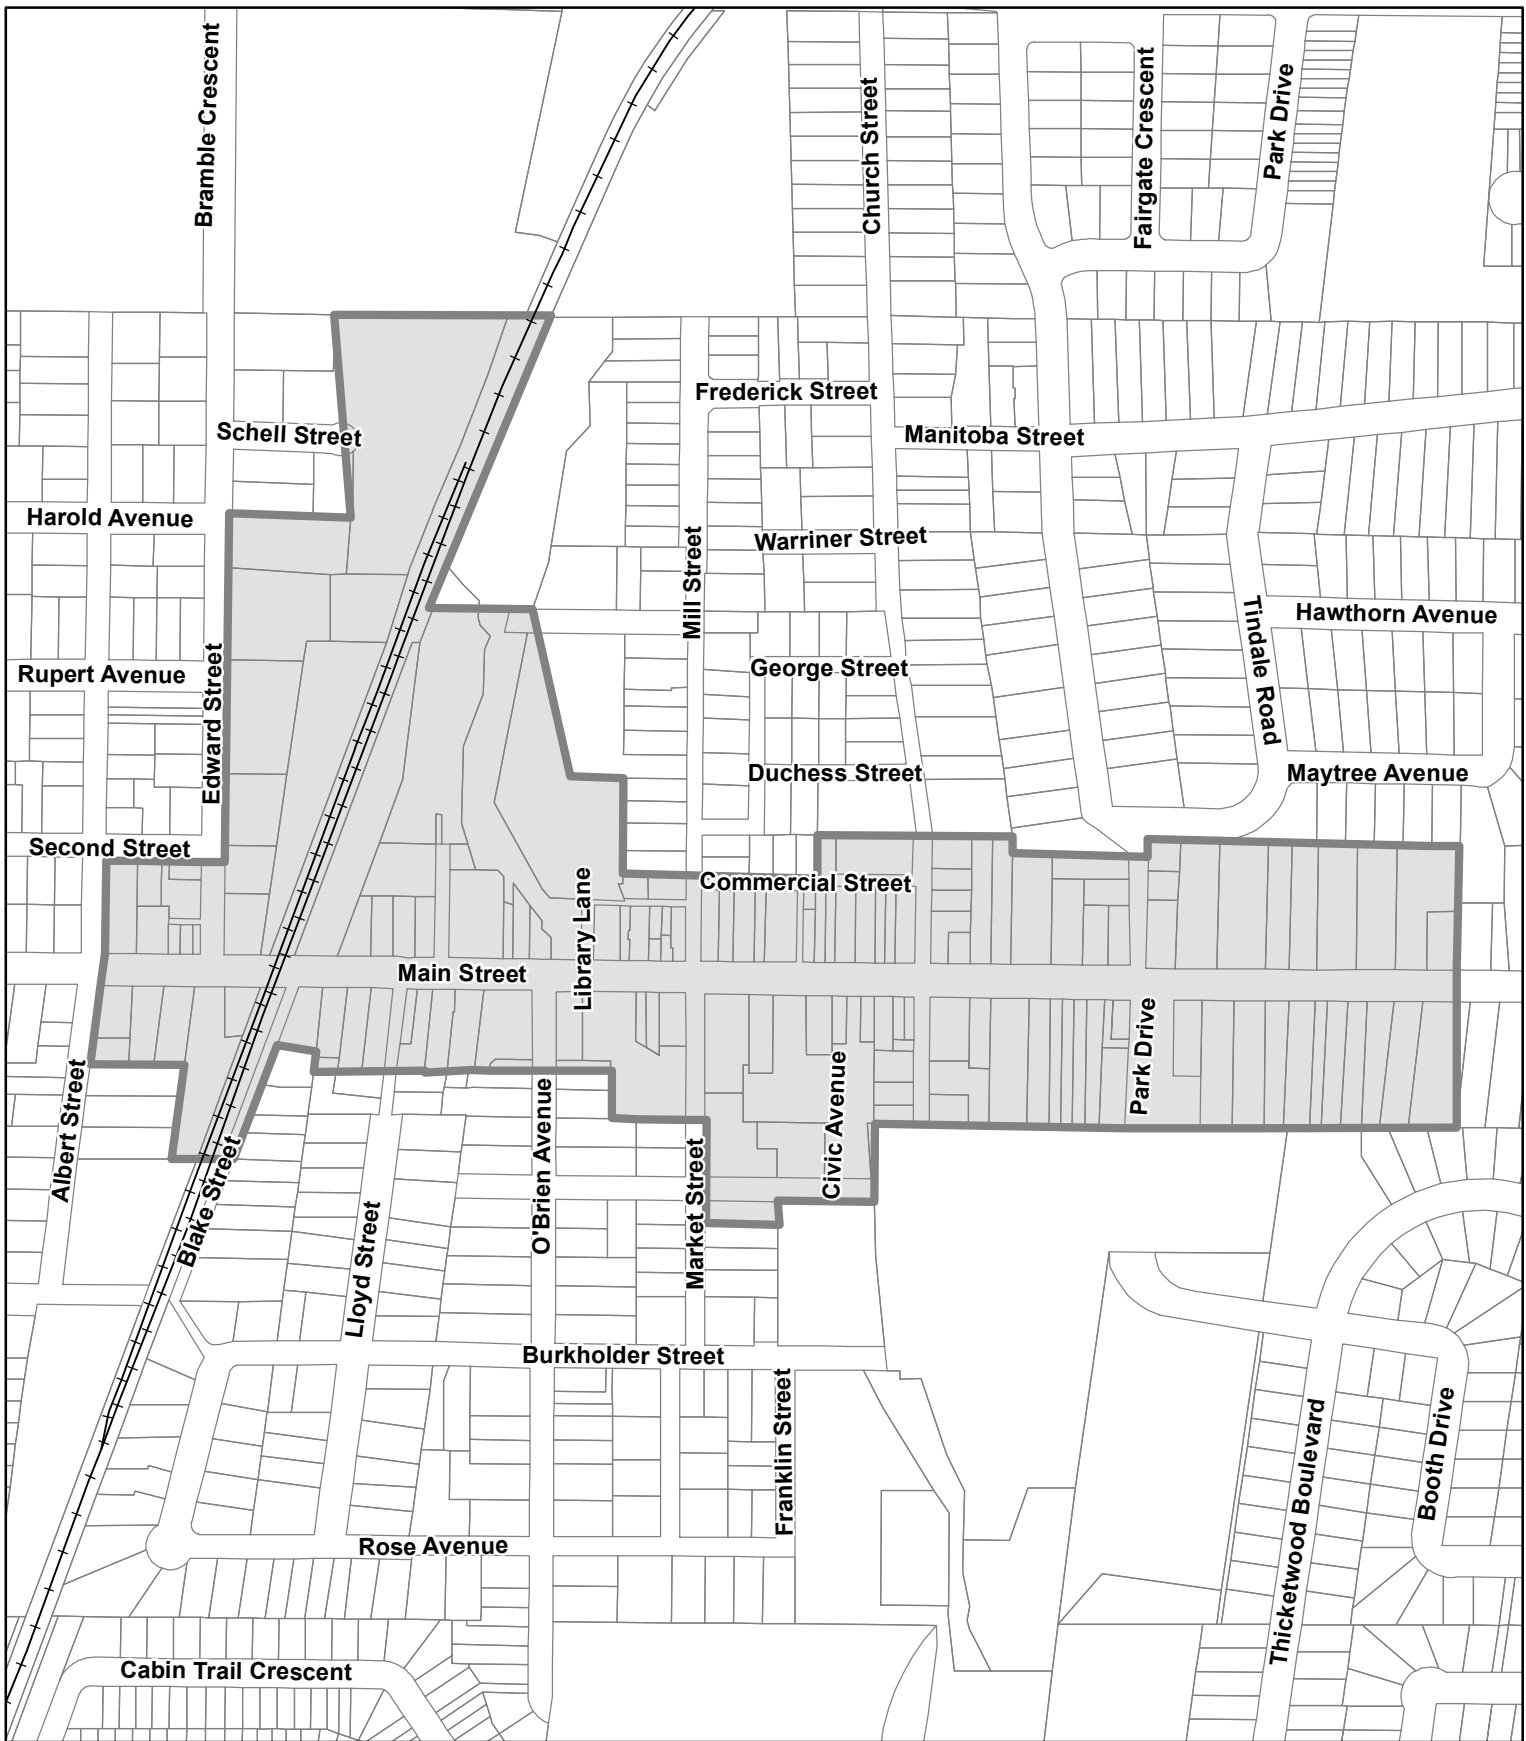 Bramble Crescent
Church Street
Fairgate Crescent
Park Drive
Frederick Street
Schell Street
Manitoba Street
Harold Avenue
Warriner Street
Mill Street
Tindale Road
Hawthorn Avenue
George Street
Rupert Avenue
Edward Street
Duchess Street
Maytree Avenue
Second Street
Commercial Street
Library Lane
Main Street
Park Drive
Civic Avenue
Albert Street
O'Brien Avenue
Market Street
Blake Street
Lloyd Street
Burkholder Street
Franklin Street
Thicketwood Boulevard
Booth Drive
Rose Avenue
Cabin Trail Crescent